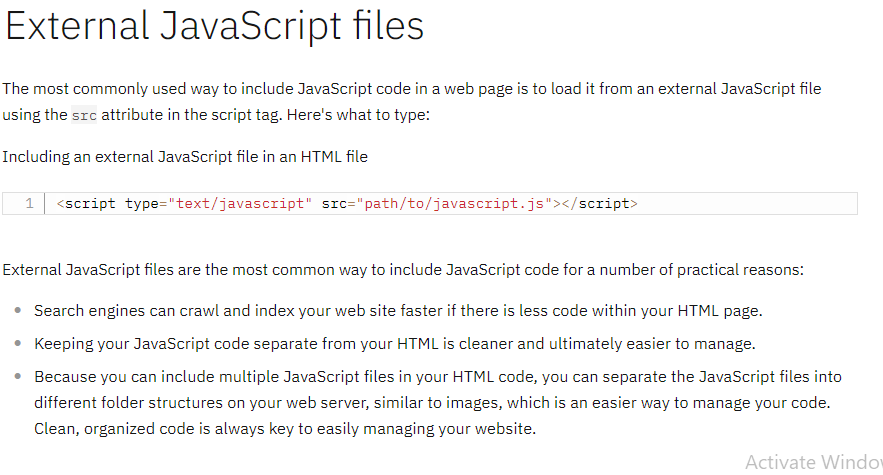 External JavaScript files
The most commonly used way to include JavaScript code in a web page is to load it from an external JavaScript file
using the src attribute in the script tag. Here's what to type:
Including an external JavaScript file in an HTML file
1 <script type="text/javascript" src="path/to/javascript.js"></script>
External JavaScript files are the most common way to include JavaScript code for a number of practical reasons:
• Search engines can crawl and index your web site faster if there is less code within your HTML page.
• Keeping your JavaScript code separate from your HTML is cleaner and ultimately easier to manage.
• Because you can include multiple JavaScript files in your HTML code, you can separate the JavaScript files into
different folder structures on your web server, similar to images, which is an easier way to manage your code.
Clean, organized code is always key to easily managing your website.
Activate Window